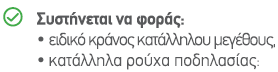 Συστήνεται να φοράς:
• ειδικό κράνος κατάλληλου μεγέθους,
• κατάλληλα ρούχα ποδηλασίας.